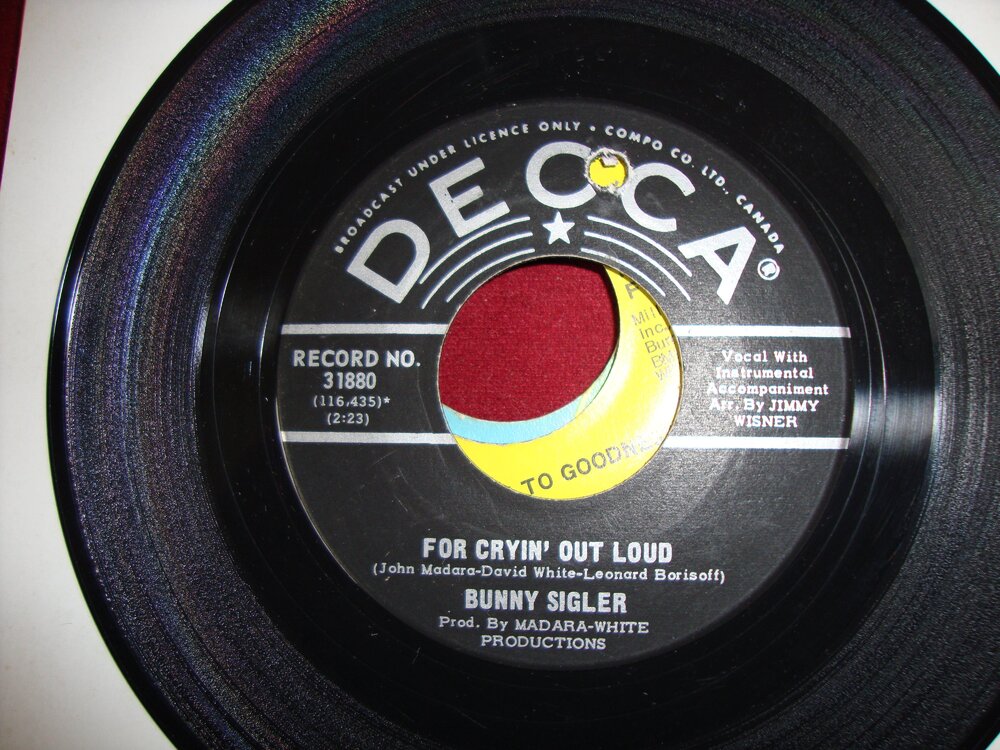 BROADCAST UNDER LICENCE ONLY • COMPO CO. LTD., CANADA
DECCA®
RECORD NO.
31880
(116,435)*
(2:23)
Vocal With
Instrumental
Accompaniment
Arr. By JIMMY
WISNER
Inc.
TO
FOR CRYIN' OUT LOUD
(John Madara-David White-Leonard Borisoff)
BUNNY SIGLER
Prod. By MADARA-WHITE
PRODUCTIONS